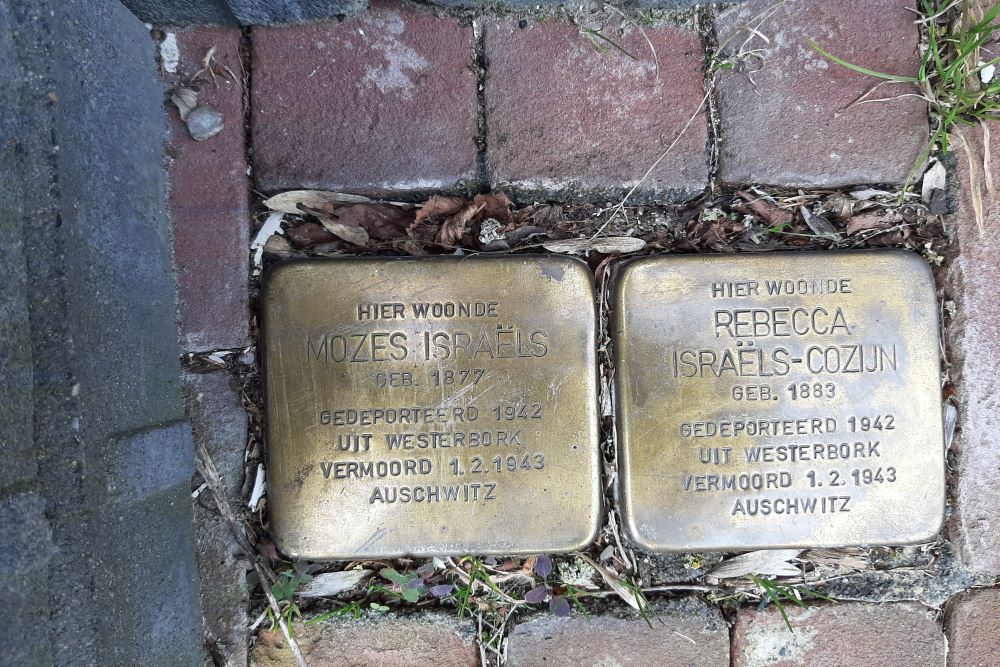 HIER WOONDE
MOZES ISRAËLS
GEB. 1877
GEDEPORTEERD 1942
UIT WESTERBORK
VERMOORD 1.2.1943
AUSCHWITZ
HIER WOONDE
REBECCA
ISRAËLS-COZIJN
GEB. 1883
GEDEPORTEERD 1942
UIT WESTERBORK
VERMOORD 1.2.1943
AUSCHWITZ